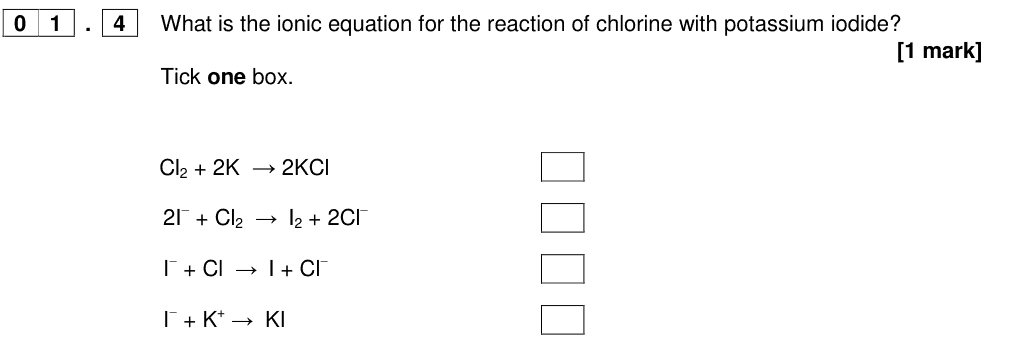 0 1 . 4 What is the ionic equation for the reaction of chlorine with potassium iodide?
[1 mark]
Tick one box.
Cl₂ + 2K → 2KCl
2I⁻ + Cl₂ → I₂ + 2Cl⁻
I⁻ + Cl → I + Cl⁻
I⁻ + K⁺ → KI